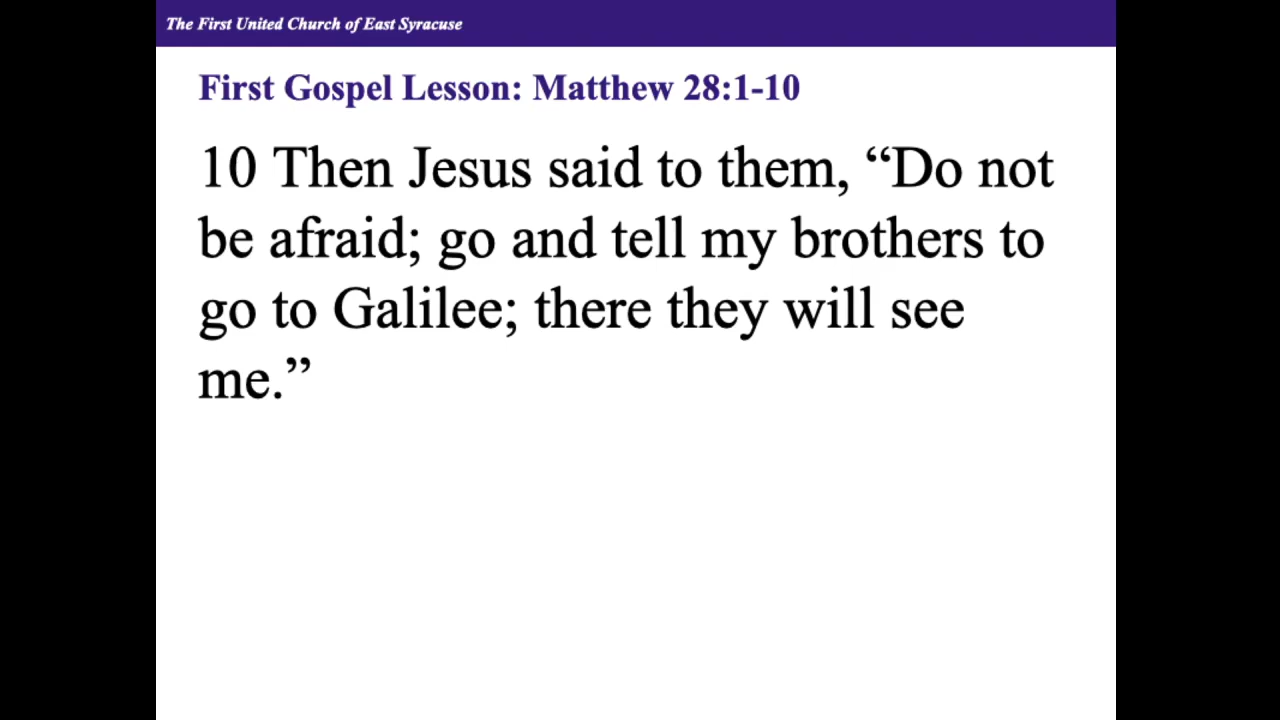 The First United Church of East Syracuse
First Gospel Lesson: Matthew 28:1-10
10 Then Jesus said to them, “Do not
be afraid; go and tell my brothers to
go to Galilee; there they will see
me.”